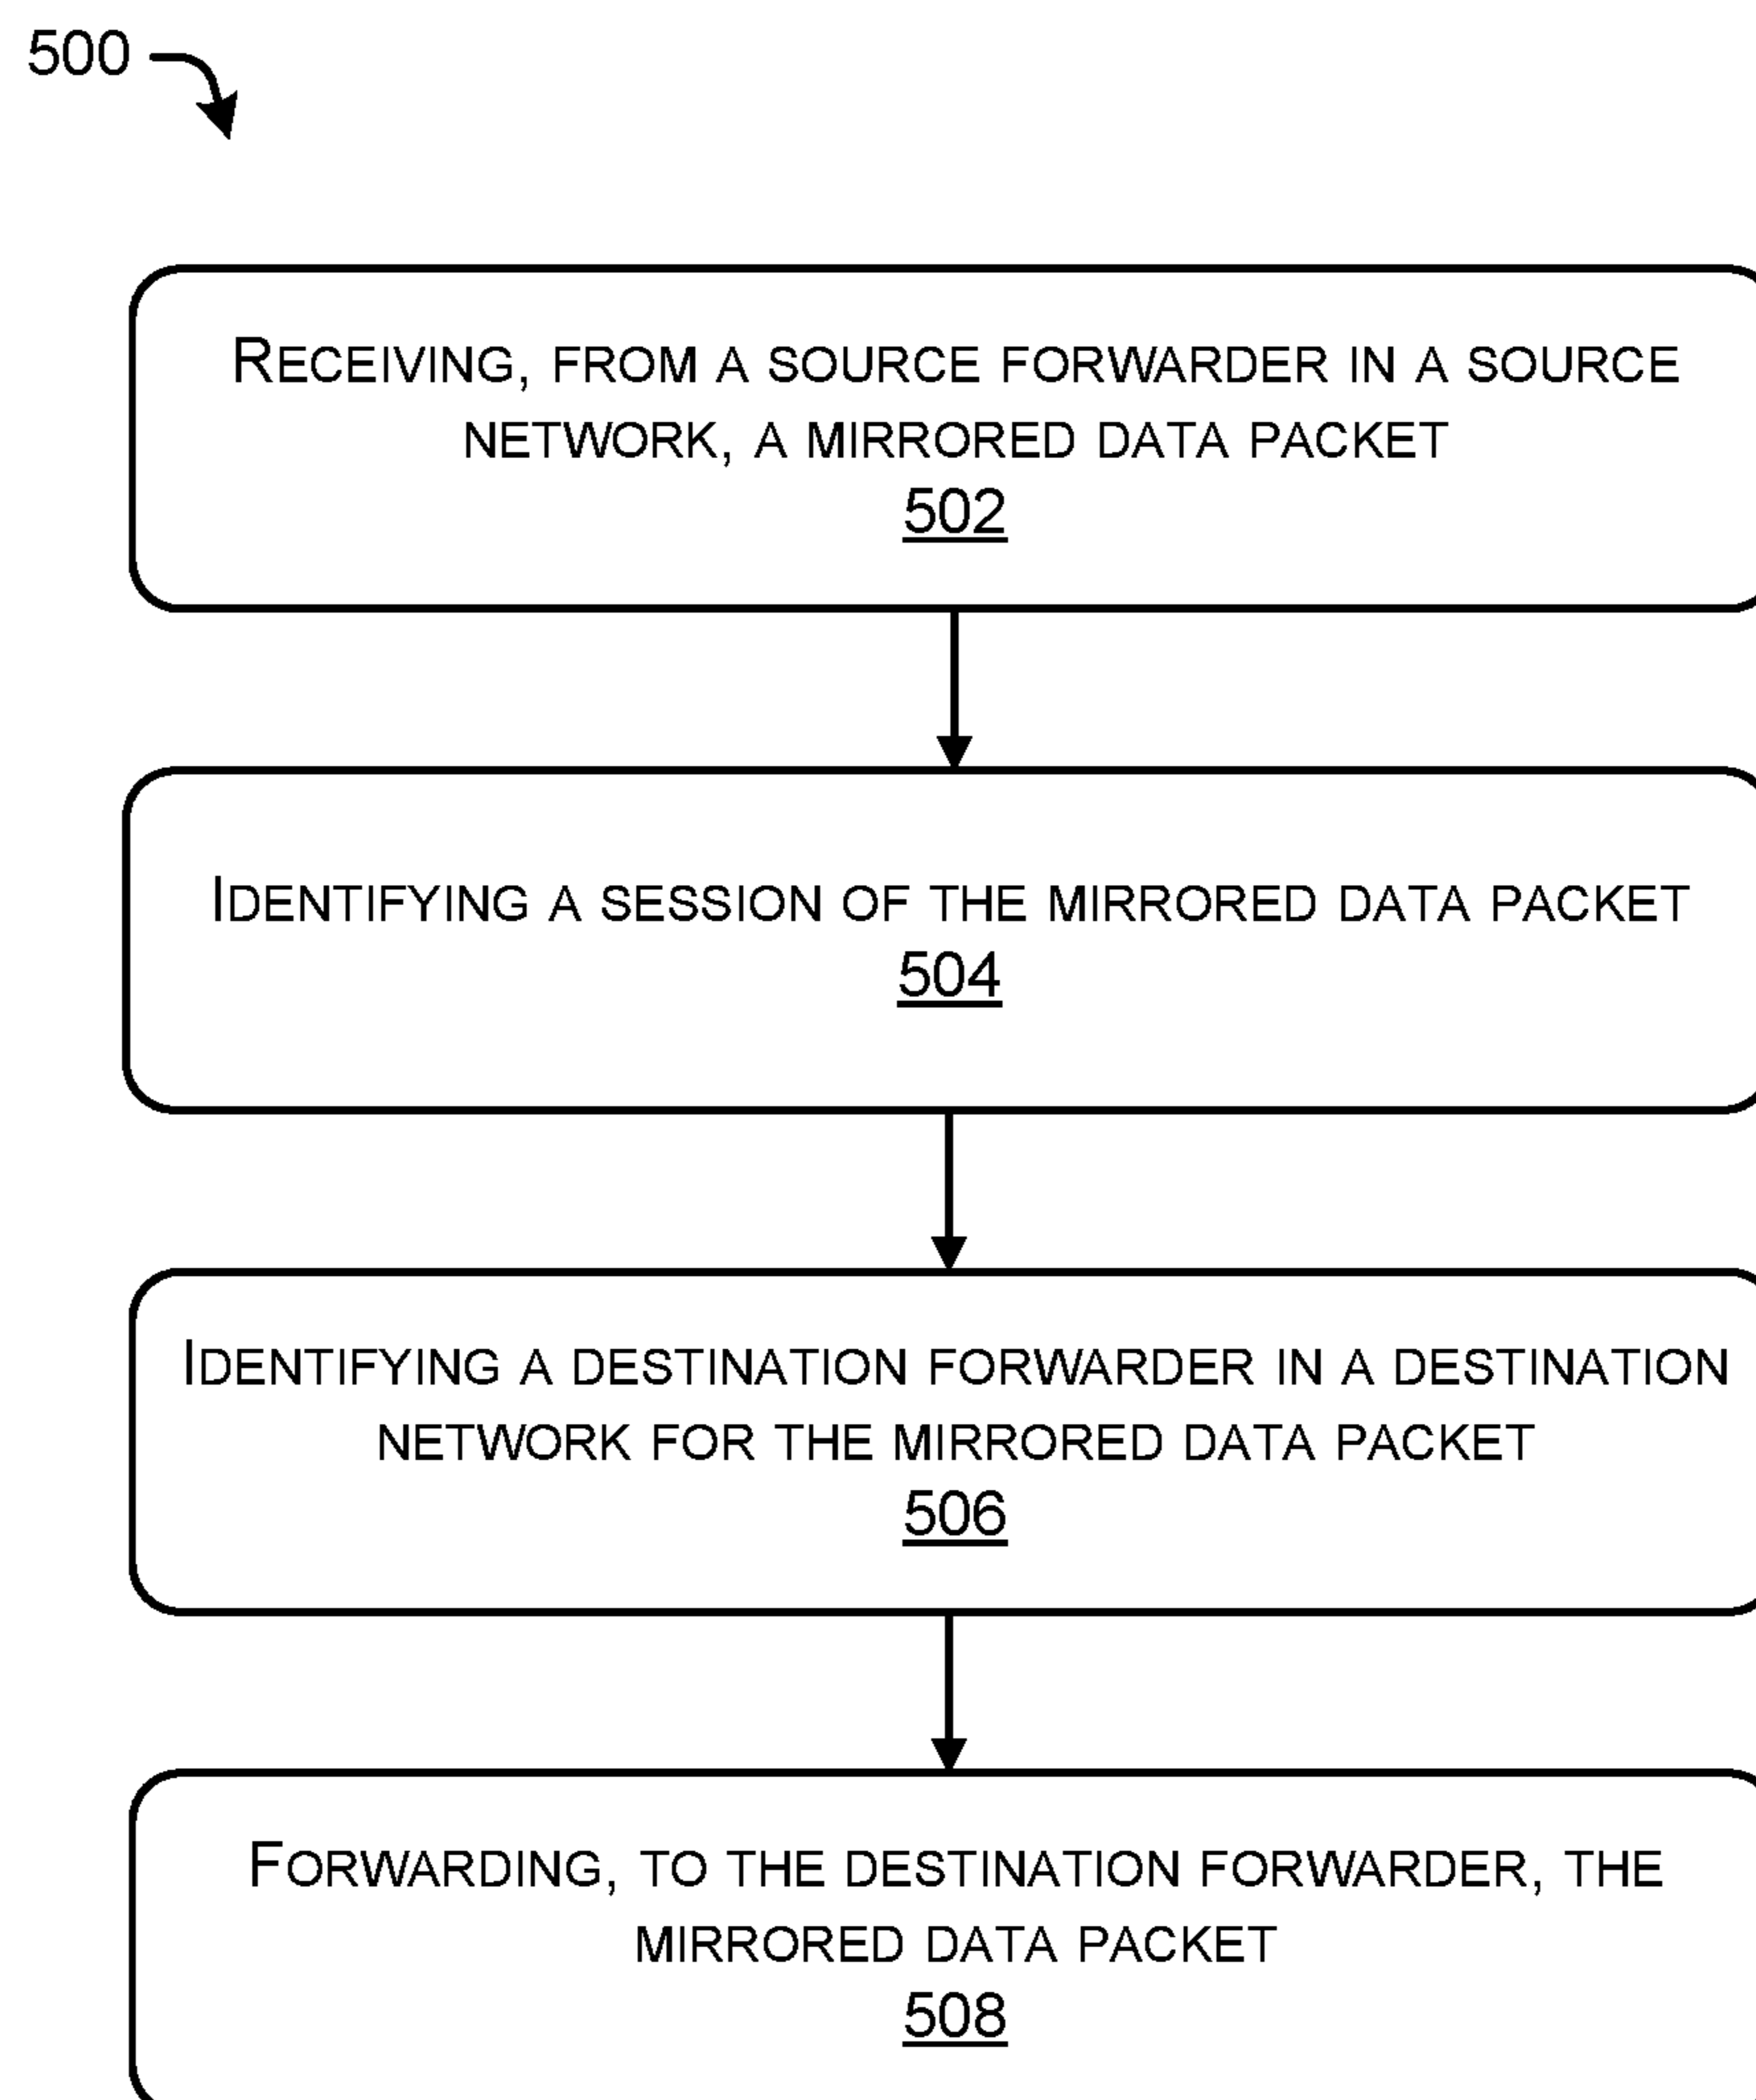 500
RECEIVING, FROM A SOURCE FORWARDER IN A SOURCE
NETWORK, A MIRRORED DATA PACKET
502
IDENTIFYING A SESSION OF THE MIRRORED DATA PACKET
504
IDENTIFYING A DESTINATION FORWARDER IN A DESTINATION
NETWORK FOR THE MIRRORED DATA PACKET
506
FORWARDING, TO THE DESTINATION FORWARDER, THE
MIRRORED DATA PACKET
508